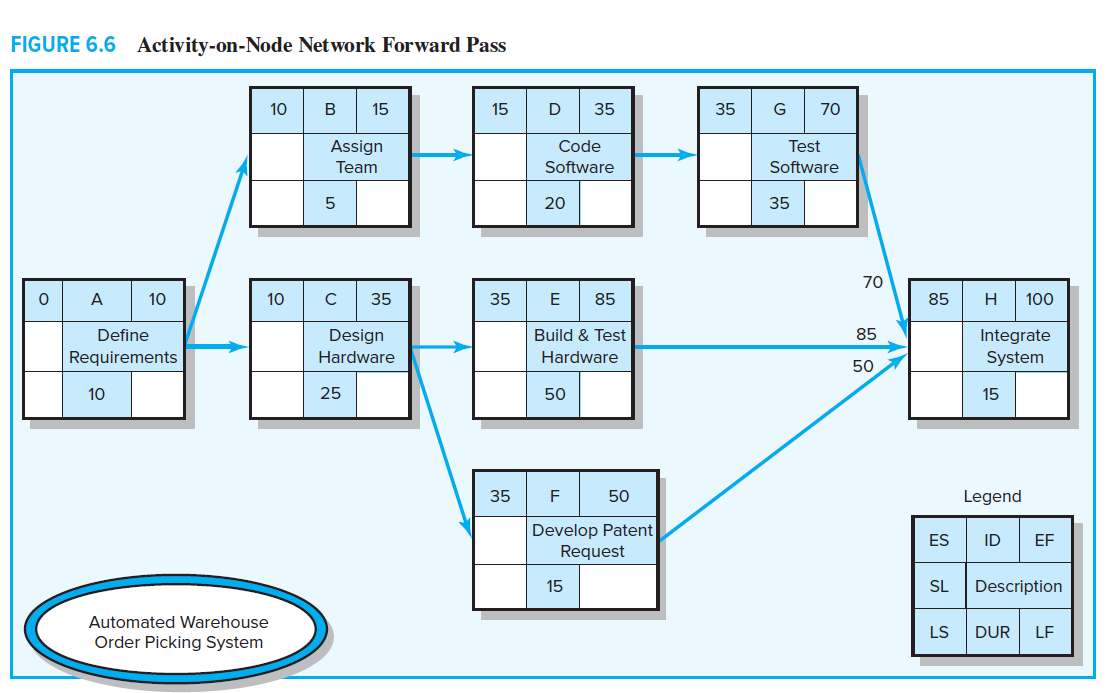 FIGURE 6.6 Activity-on-Node Network Forward Pass
10 B 15
Assign
Team
5
15 D 35
Code
Software
20
35 G 70
Test
Software
35
0 A 10
Define
Requirements
10
10 C 35
Design
Hardware
25
35 E 85
Build & Test
Hardware
50
70
85
50
85 H 100
Integrate
System
15
35 F 50
Develop Patent
Request
15
Legend
ES ID EF
SL Description
LS DUR LF
Automated Warehouse
Order Picking System